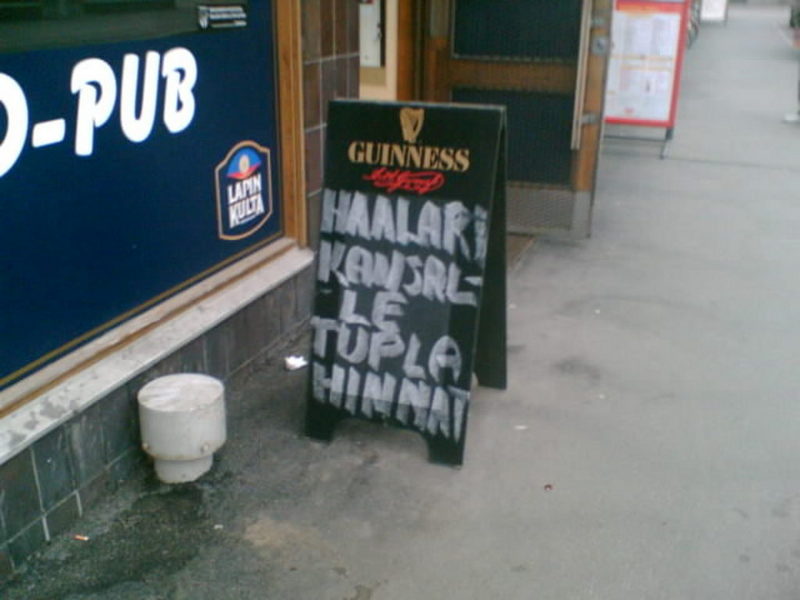 O-PUB
LAPIN
KULTA
GUINNESS
HAALARI
KANSAL-
LE
TUPLA
HINNAT